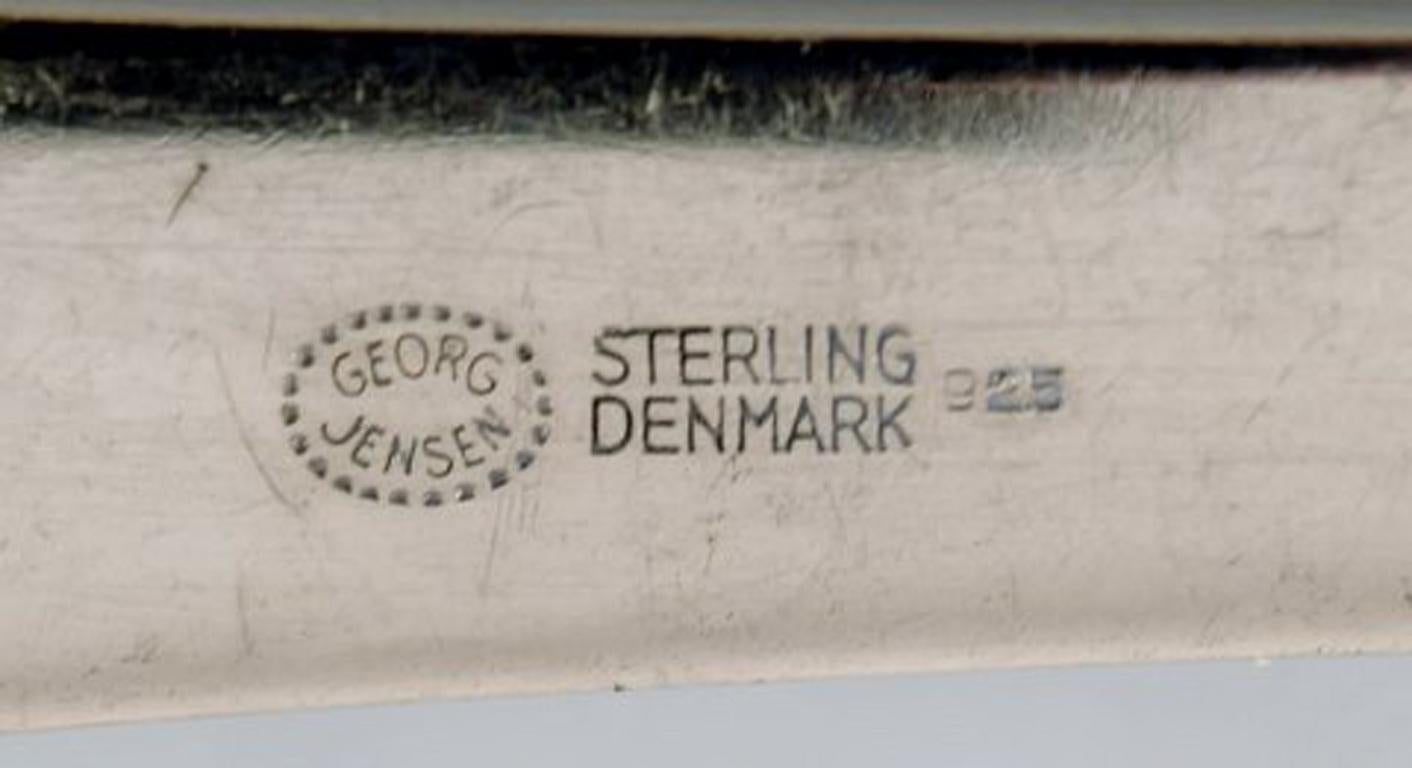 GEORG
JENSEN
STERLING
DENMARK
925